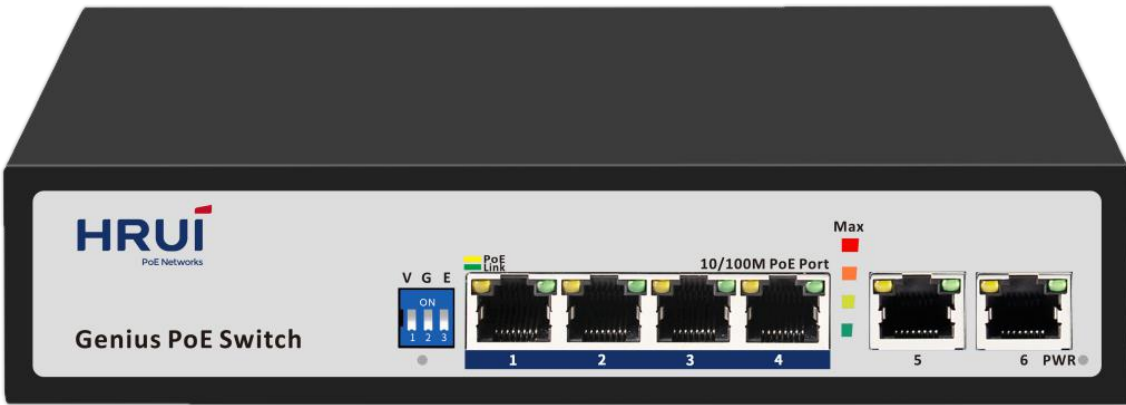 HRUI
PoE Networks
Genius PoE Switch
V G E
ON
1 2 3
PoE
Link
10/100M PoE Port
1 2 3 4
Max
5
6 PWR